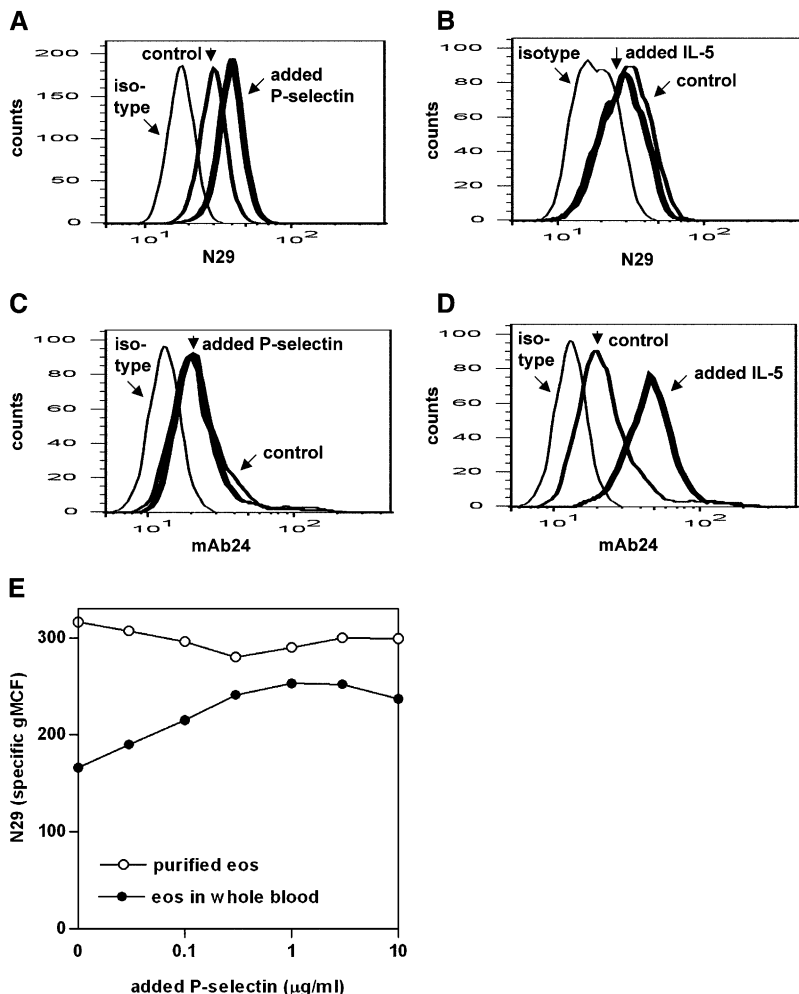 A
control
iso-
type
added
P-selectin
counts
200
150
100
50
0
10¹
10²
N29
B
isotype
added IL-5
control
counts
100
80
60
40
20
0
10¹
10²
N29
C
iso-
type
added P-selectin
control
counts
100
80
60
40
20
0
10¹
10²
mAb24
D
iso-
type
control
added IL-5
counts
100
80
60
40
20
0
10¹
10²
mAb24
E
N29 (specific gMCF)
300
200
100
0
purified eos
eos in whole blood
0
0.1
1
10
added P-selectin (μg/ml)